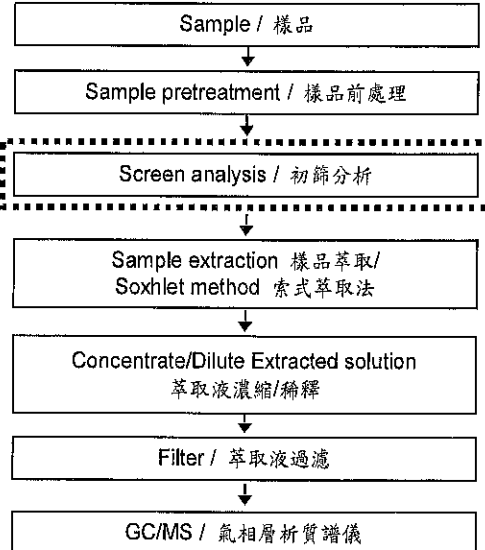 Sample / 樣品
Sample pretreatment / 樣品前處理
Screen analysis / 初篩分析
Sample extraction 樣品萃取/
Soxhlet method 索式萃取法
Concentrate/Dilute Extracted solution
萃取液濃縮/稀釋
Filter / 萃取液過濾
GC/MS / 氣相層析質譜儀